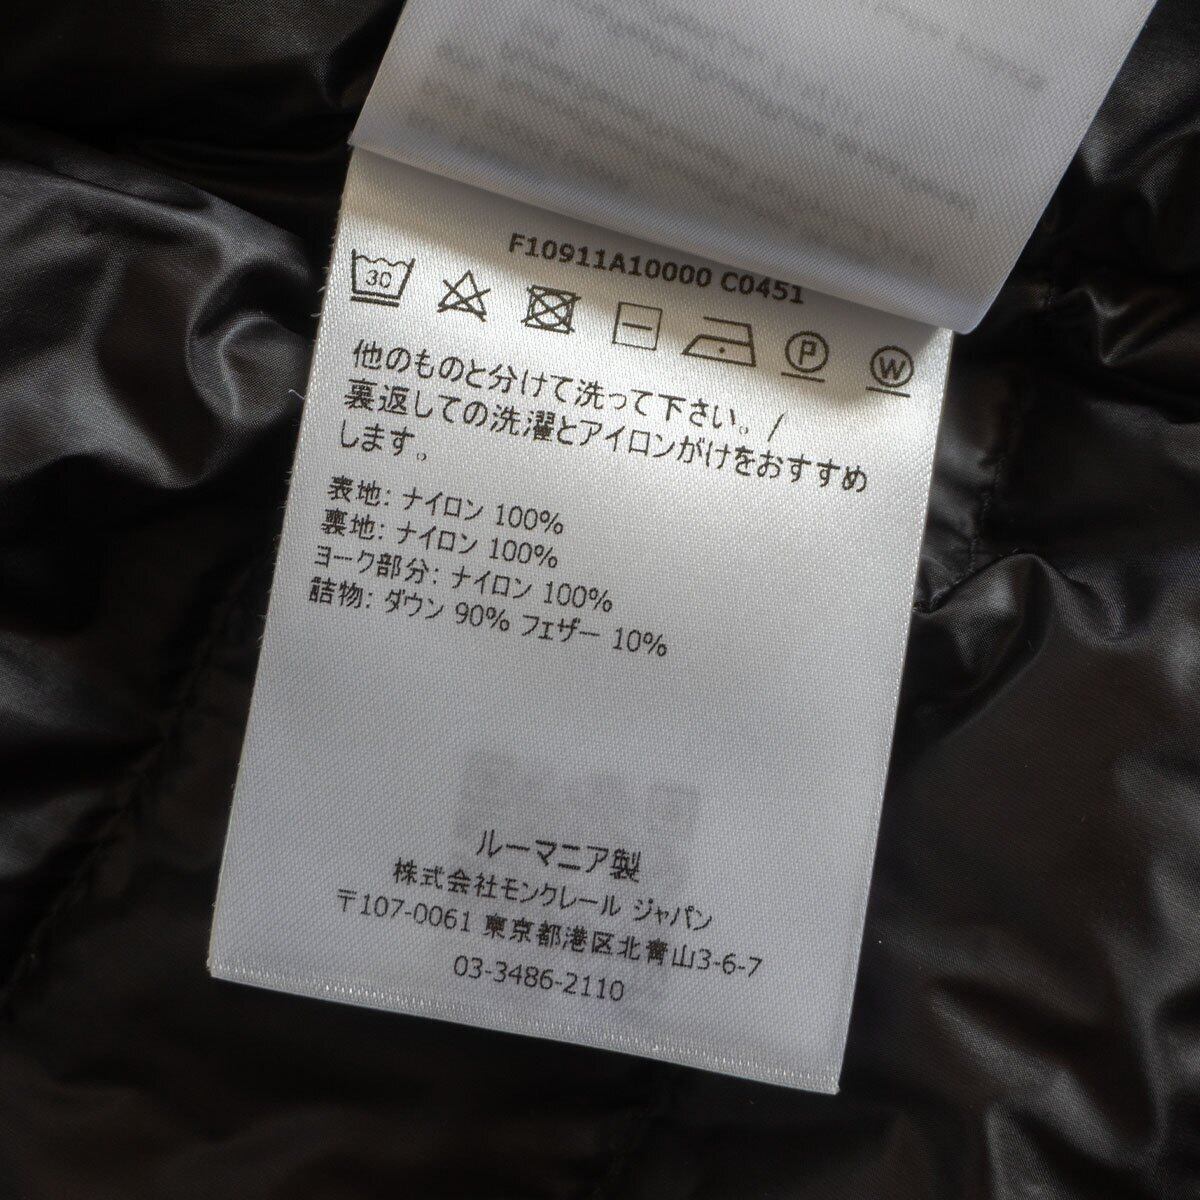 F10911A10000 C0451
30
P
W
他のものと分けて洗って下さい。/
裏返しての洗濯とアイロンがけをおすすめ
します。
表地: ナイロン 100%
裏地: ナイロン 100%
ヨーク部分: ナイロン 100%
詰物: ダウン 90% フェザー 10%
ルーマニア製
株式会社モンクレール ジャパン
〒107-0061 東京都港区北青山3-6-7
03-3486-2110